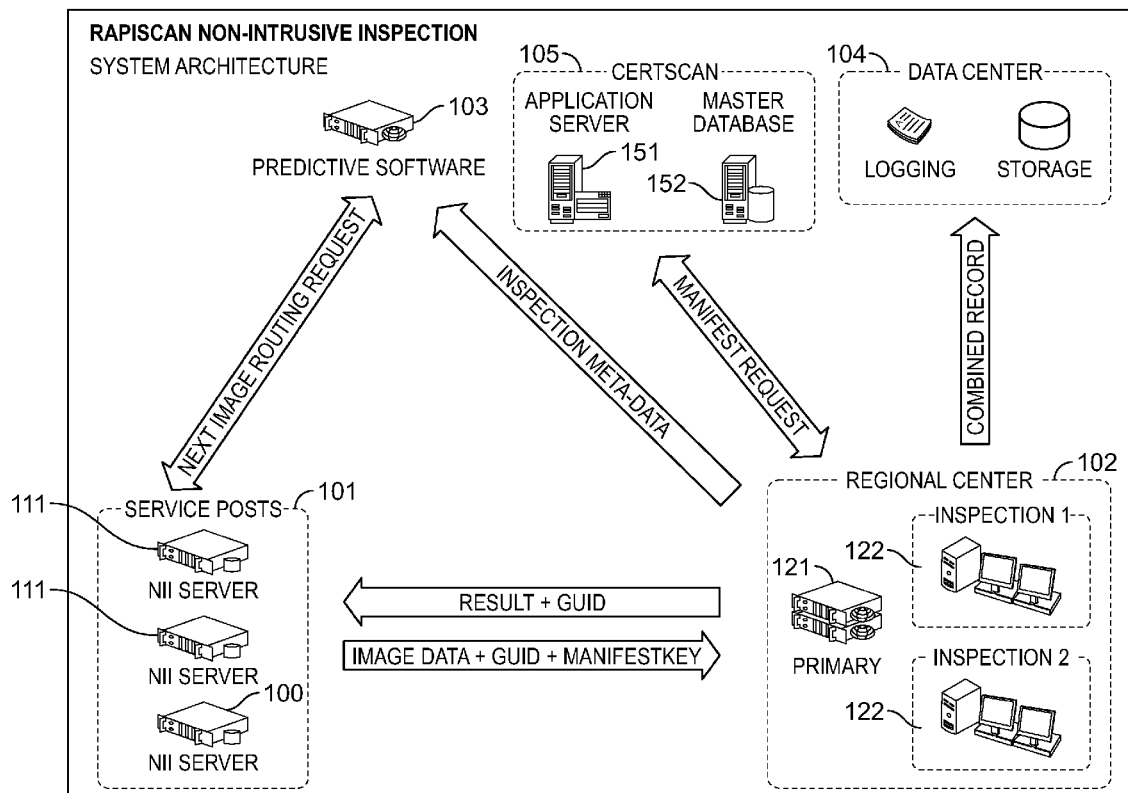 RAPISCAN NON-INTRUSIVE INSPECTION
SYSTEM ARCHITECTURE
103
PREDICTIVE SOFTWARE
105
CERTSCAN
APPLICATION
SERVER
151
MASTER
DATABASE
152
104
DATA CENTER
LOGGING
STORAGE
NEXT IMAGE ROUTING REQUEST
INSPECTION META-DATA
MANIFEST REQUEST
COMBINED RECORD
101
SERVICE POSTS
111
NII SERVER
111
NII SERVER
100
NII SERVER
RESULT + GUID
IMAGE DATA + GUID + MANIFESTKEY
102
REGIONAL CENTER
121
PRIMARY
INSPECTION 1
122
INSPECTION 2
122